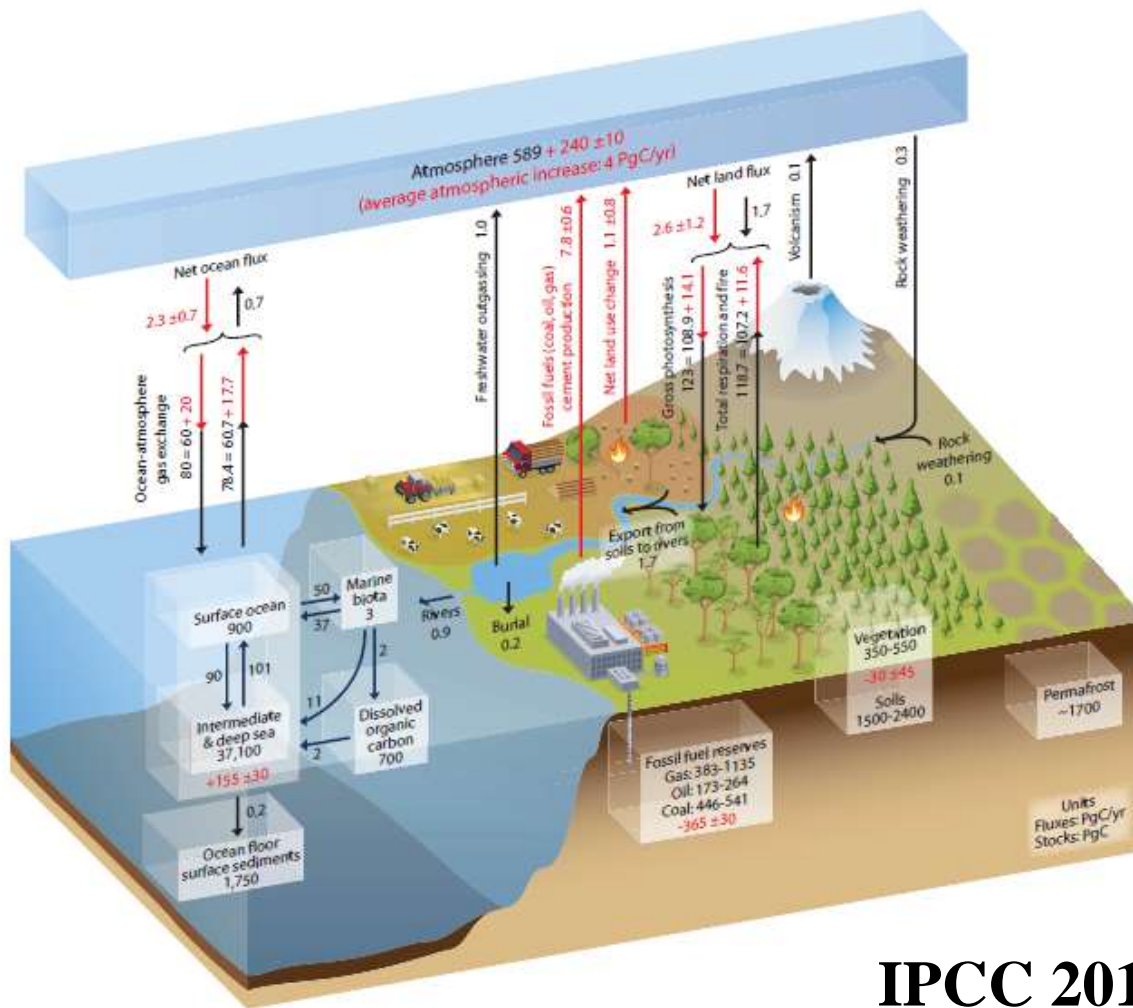 Atmosphere 589 + 240 ±10
(average atmospheric increase: 4 PgC/yr)
Net ocean flux
2.3 ±0.7
0.7
Ocean-atmosphere
gas exchange
80 = 60 + 20
78.4 = 60.7 + 17.7
Freshwater outgassing 1.0
Fossil fuels (coal, oil, gas)
cement production 7.8 ±0.6
Net land use change 1.1 ±0.8
Net land flux
2.6 ±1.2
1.7
Gross photosynthesis
123 = 108.9 + 14.1
Total respiration and fire
118.7 = 107.2 + 11.6
Volcanism 0.1
Rock weathering 0.3
Rock
weathering
0.1
Export from
soils to rivers
1.7
Rivers
0.9
Burial
0.2
Surface ocean
900
50
37
Marine
biota
3
90
101
11
2
Intermediate
& deep sea
37,100
+155 ±30
2
Dissolved
organic
carbon
700
0.2
Ocean floor
surface sediments
1,750
Fossil fuel reserves
Gas: 383-1135
Oil: 173-264
Coal: 446-541
-365 ±30
Vegetation
350-550
-30 ±45
Soils
1500-2400
Permafrost
~1700
Units
Fluxes: PgC/yr
Stocks: PgC
IPCC 201